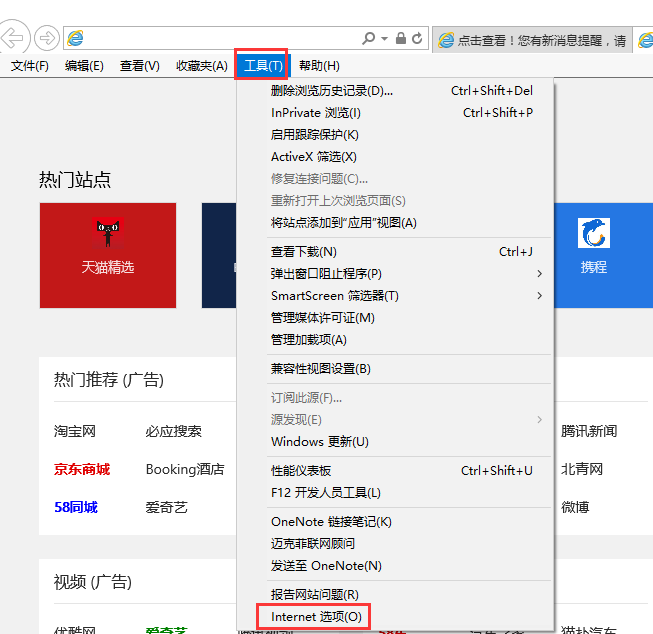 点击查看！您有新消息提醒，请
文件(F) 编辑(E) 查看(V) 收藏夹(A) 工具(T) 帮助(H)
删除浏览历史记录(D)... Ctrl+Shift+Del
InPrivate 浏览(I) Ctrl+Shift+P
启用跟踪保护(K)
ActiveX 筛选(X)
修复连接问题(C)...
重新打开上次浏览页面(S)
将站点添加到“应用”视图(A)
查看下载(N) Ctrl+J
弹出窗口阻止程序(P)
SmartScreen 筛选器(T)
管理媒体许可证(M)
管理加载项(A)
兼容性视图设置(B)
订阅此源(F)...
源发现(E)
Windows 更新(U)
性能仪表板 Ctrl+Shift+U
F12 开发人员工具(L)
OneNote 链接笔记(K)
迈克菲联网顾问
发送至 OneNote(N)
报告网站问题(R)
Internet 选项(O)
热门站点
天猫精选
携程
热门推荐 (广告)
淘宝网 必应搜索 腾讯新闻
京东商城 Booking酒店 北青网
58同城 爱奇艺 微博
视频 (广告)
优酷网 爱奇艺